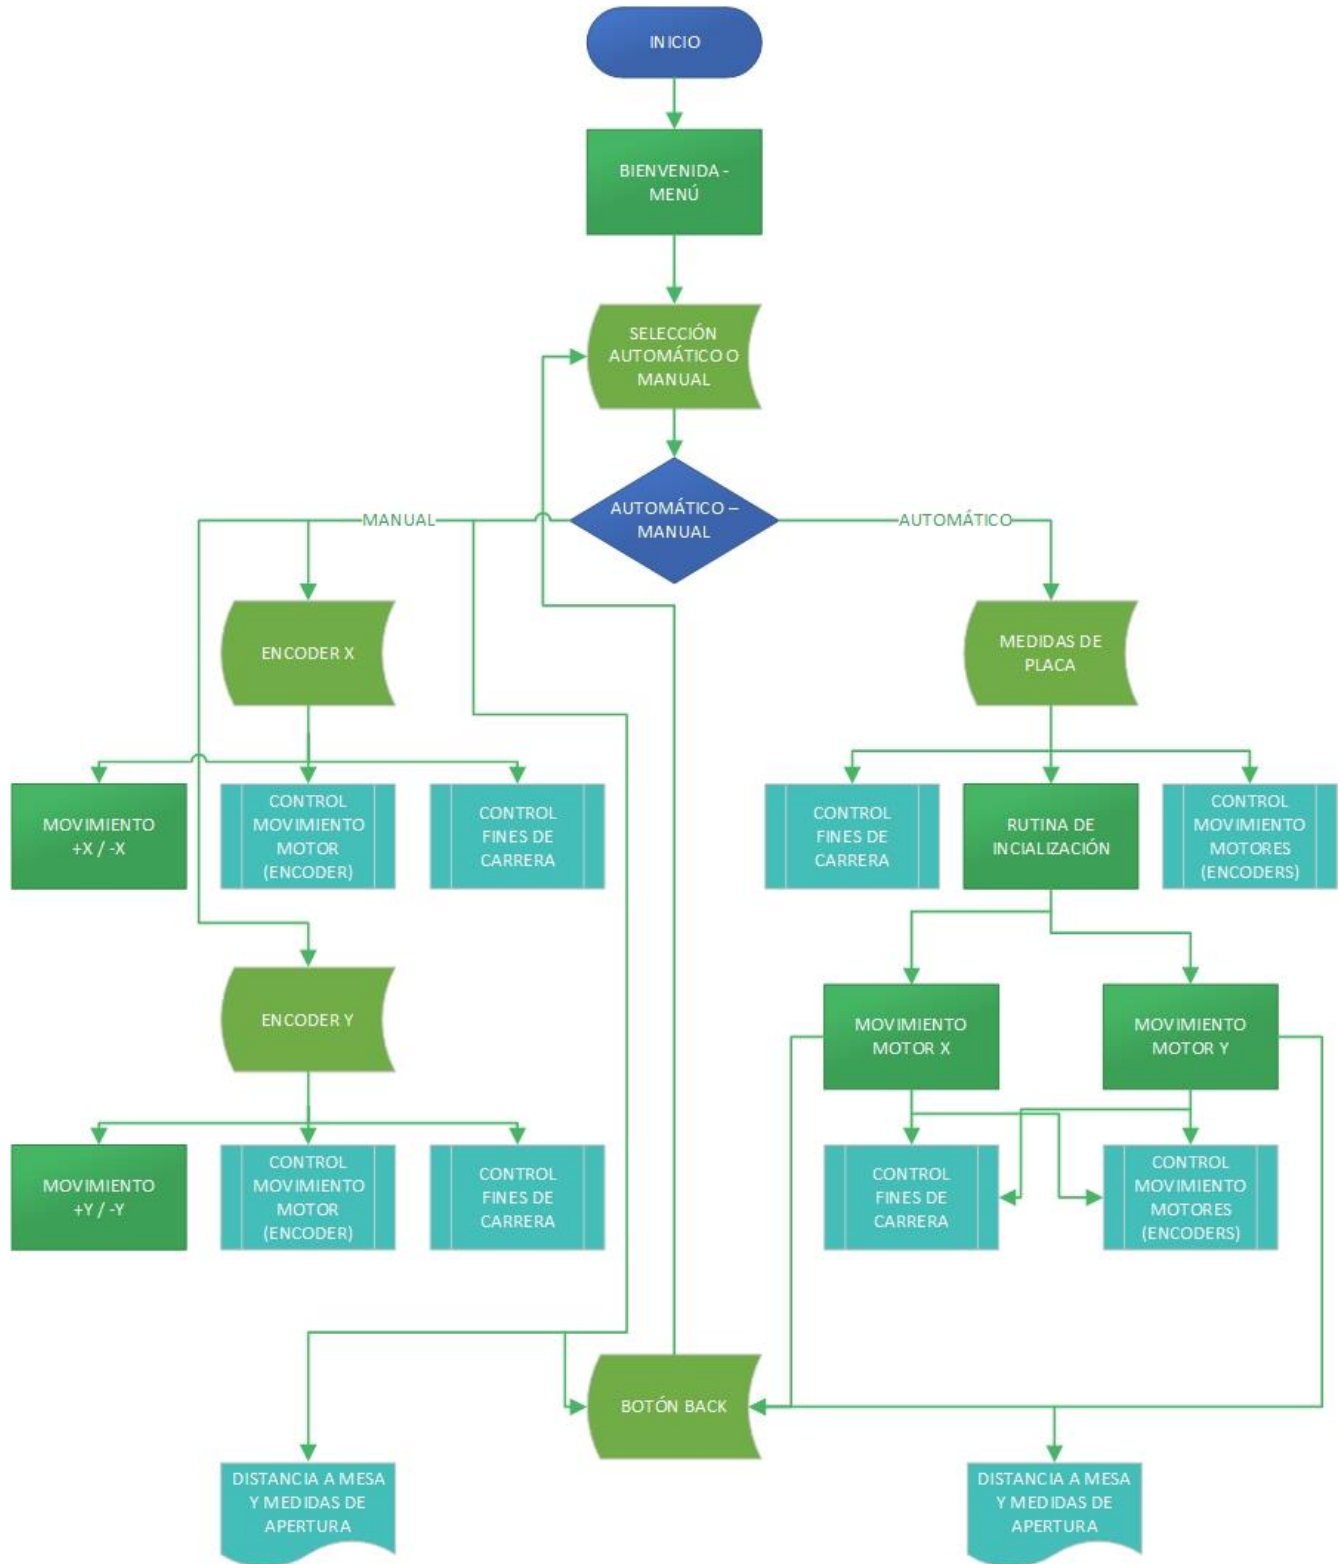 INICIO
BIENVENIDA -
MENÚ
SELECCIÓN
AUTOMÁTICO O
MANUAL
AUTOMÁTICO –
MANUAL
MANUAL
AUTOMÁTICO
ENCODER X
MEDIDAS DE
PLACA
MOVIMIENTO
+X / -X
CONTROL
MOVIMIENTO
MOTOR
(ENCODER)
CONTROL
FINES DE
CARRERA
CONTROL
FINES DE
CARRERA
RUTINA DE
INCIALIZACIÓN
CONTROL
MOVIMIENTO
MOTORES
(ENCODERS)
ENCODER Y
MOVIMIENTO
MOTOR X
MOVIMIENTO
MOTOR Y
MOVIMIENTO
+Y / -Y
CONTROL
MOVIMIENTO
MOTOR
(ENCODER)
CONTROL
FINES DE
CARRERA
CONTROL
FINES DE
CARRERA
CONTROL
MOVIMIENTO
MOTORES
(ENCODERS)
BOTÓN BACK
DISTANCIA A MESA
Y MEDIDAS DE
APERTURA
DISTANCIA A MESA
Y MEDIDAS DE
APERTURA